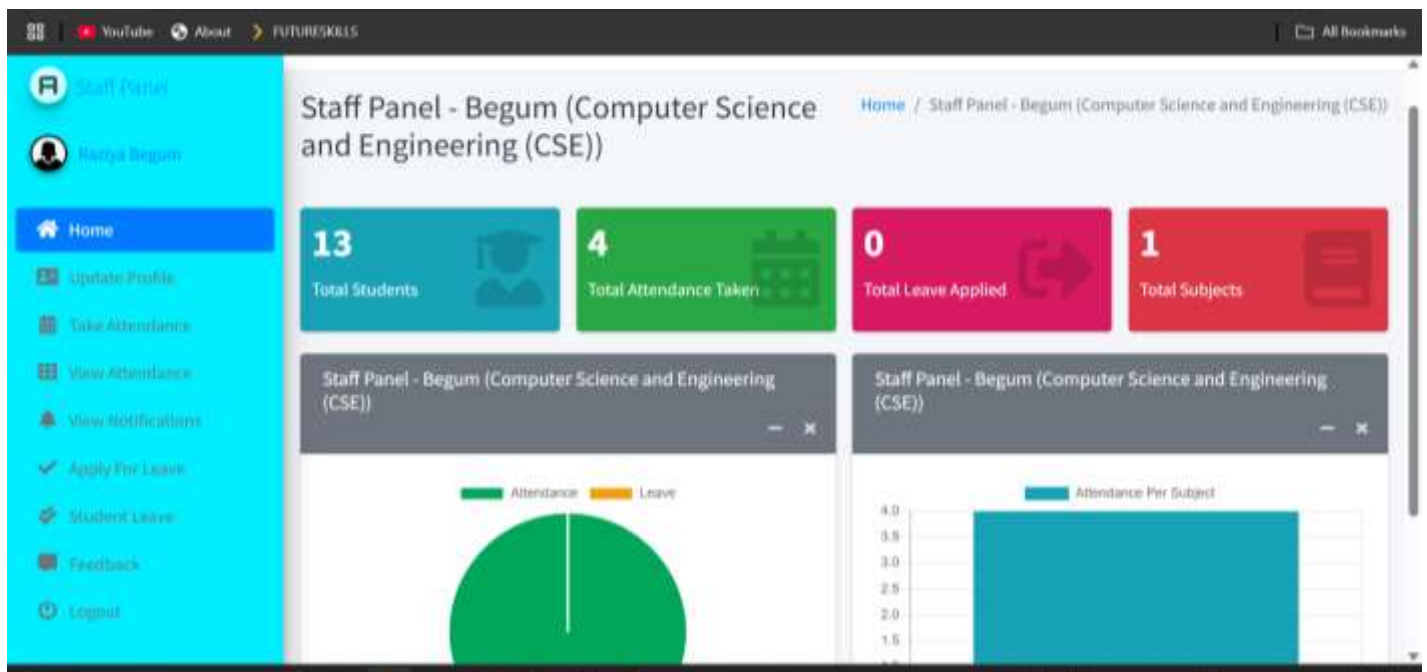 YouTube
About
FUTURESKILLS
All Bookmarks
Staff Panel
Raziya Begum
Home
Update Profile
Take Attendance
View Attendance
View Notifications
Apply For Leave
Student Leave
Feedback
Logout
Staff Panel - Begum (Computer Science
and Engineering (CSE))
Home / Staff Panel - Begum (Computer Science and Engineering (CSE))
13
Total Students
4
Total Attendance Taken
0
Total Leave Applied
1
Total Subjects
Staff Panel - Begum (Computer Science and Engineering
(CSE))
Attendance
Leave
Staff Panel - Begum (Computer Science and Engineering
(CSE))
Attendance Per Subject
4.0
3.5
3.0
2.5
2.0
1.5